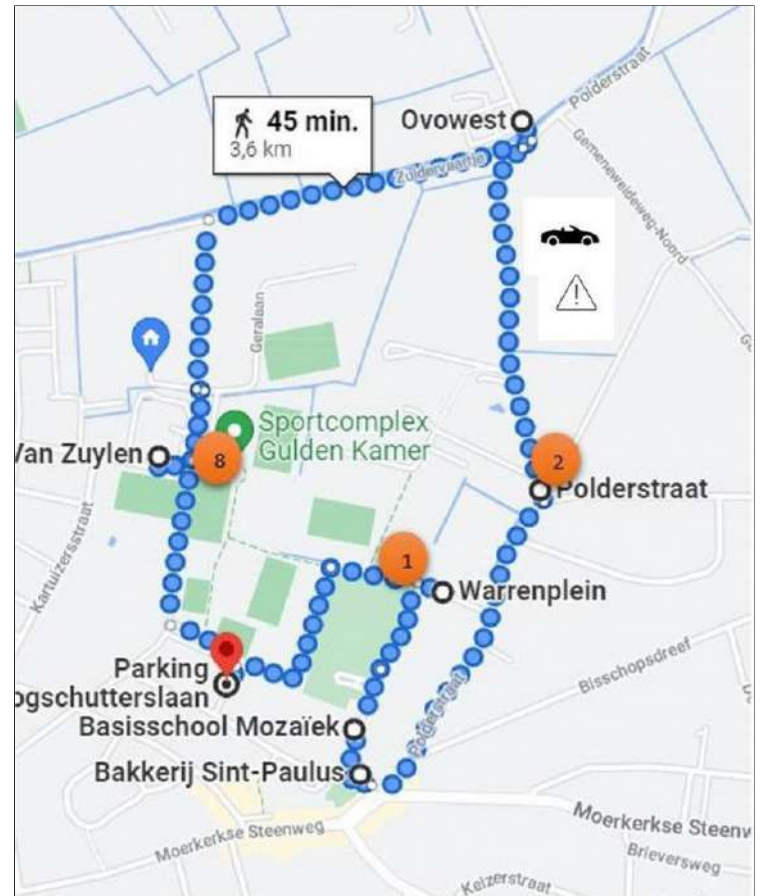 Polderstraat
Ovowest
45 min.
3,6 km
Zuidervaartje
Gemeneweideweg-Noord
Geralaan
Sportcomplex
Gulden Kamer
Van Zuylen
8
2
Polderstraat
Kartuizersstraat
1
Warrenplein
Bisschopsdreef
Parking
ogschutterslaan
Polderstraat
Basisschool Mozaïek
Bakkerij Sint-Paulus
Moerkerkse Steenweg
Moerkerkse Steenw
Brieversweg
Keizerstraat